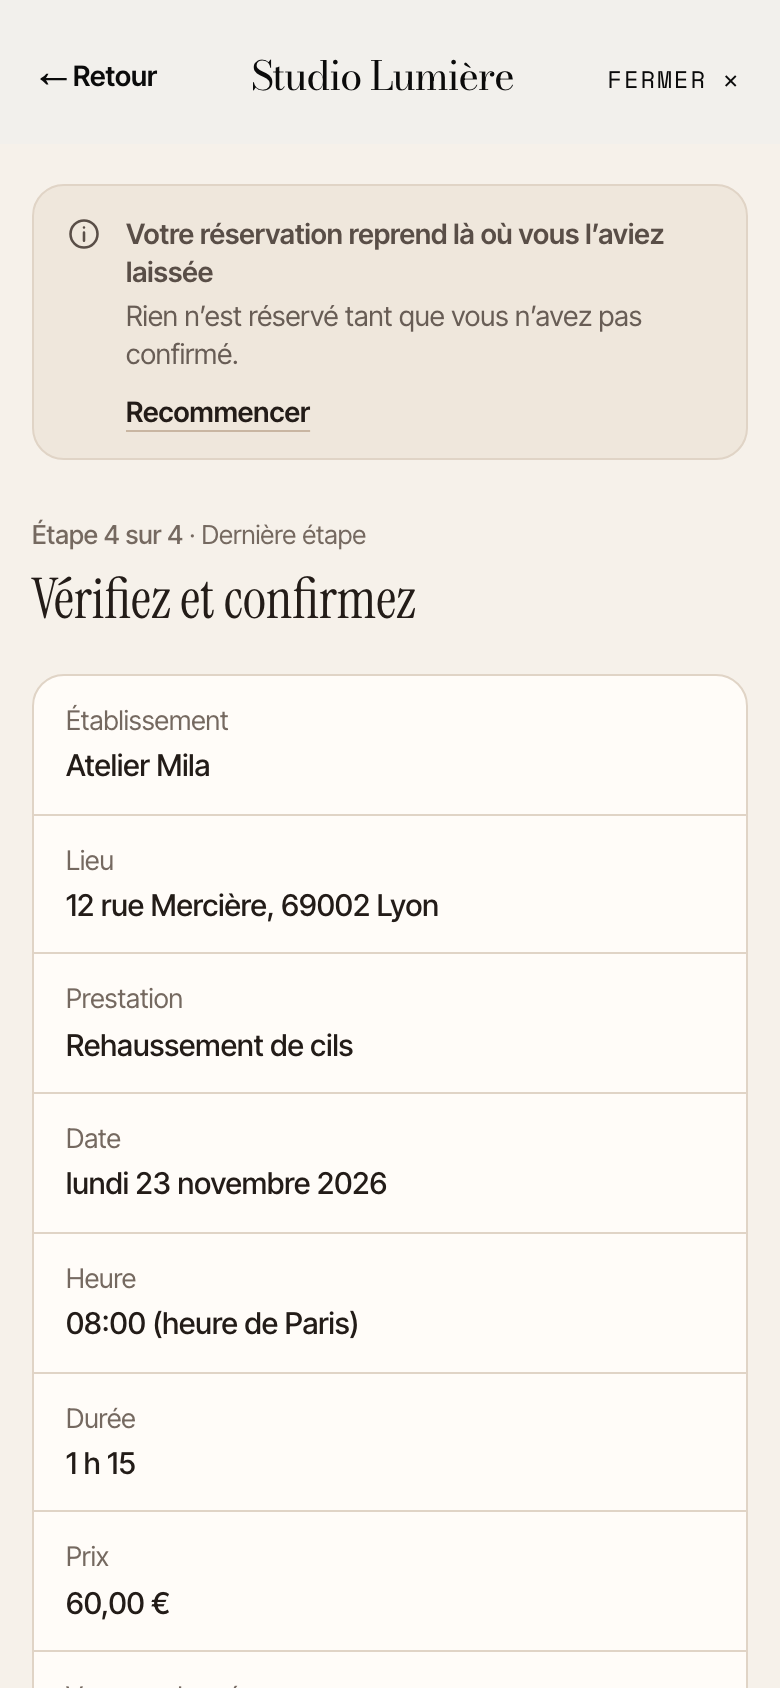 ← Retour
Studio Lumière
FERMER ×
Votre réservation reprend là où vous l’aviez
laissée
Rien n’est réservé tant que vous n’avez pas
confirmé.
Recommencer
Étape 4 sur 4 · Dernière étape
Vérifiez et confirmez
Établissement
Atelier Mila
Lieu
12 rue Mercière, 69002 Lyon
Prestation
Rehaussement de cils
Date
lundi 23 novembre 2026
Heure
08:00 (heure de Paris)
Durée
1 h 15
Prix
60,00 €